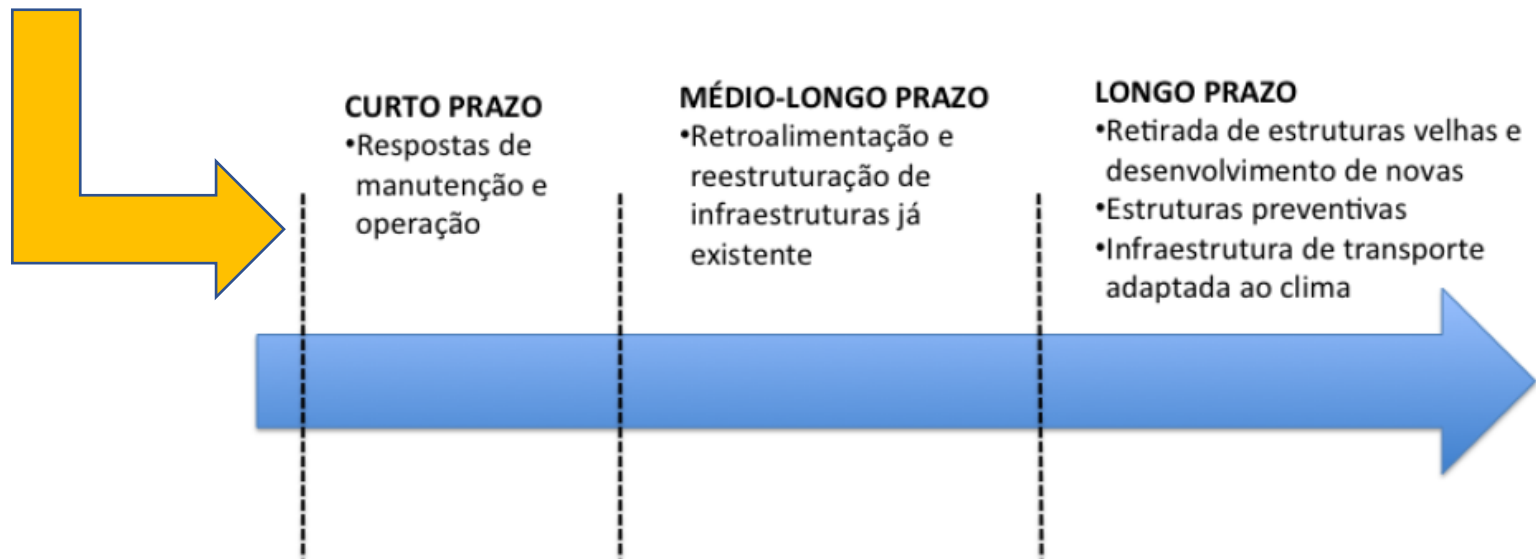 CURTO PRAZO
•Respostas de
manutenção e
operação
MÉDIO-LONGO PRAZO
•Retroalimentação e
reestruturação de
infraestruturas já
existente
LONGO PRAZO
•Retirada de estruturas velhas e
desenvolvimento de novas
•Estruturas preventivas
•Infraestrutura de transporte
adaptada ao clima